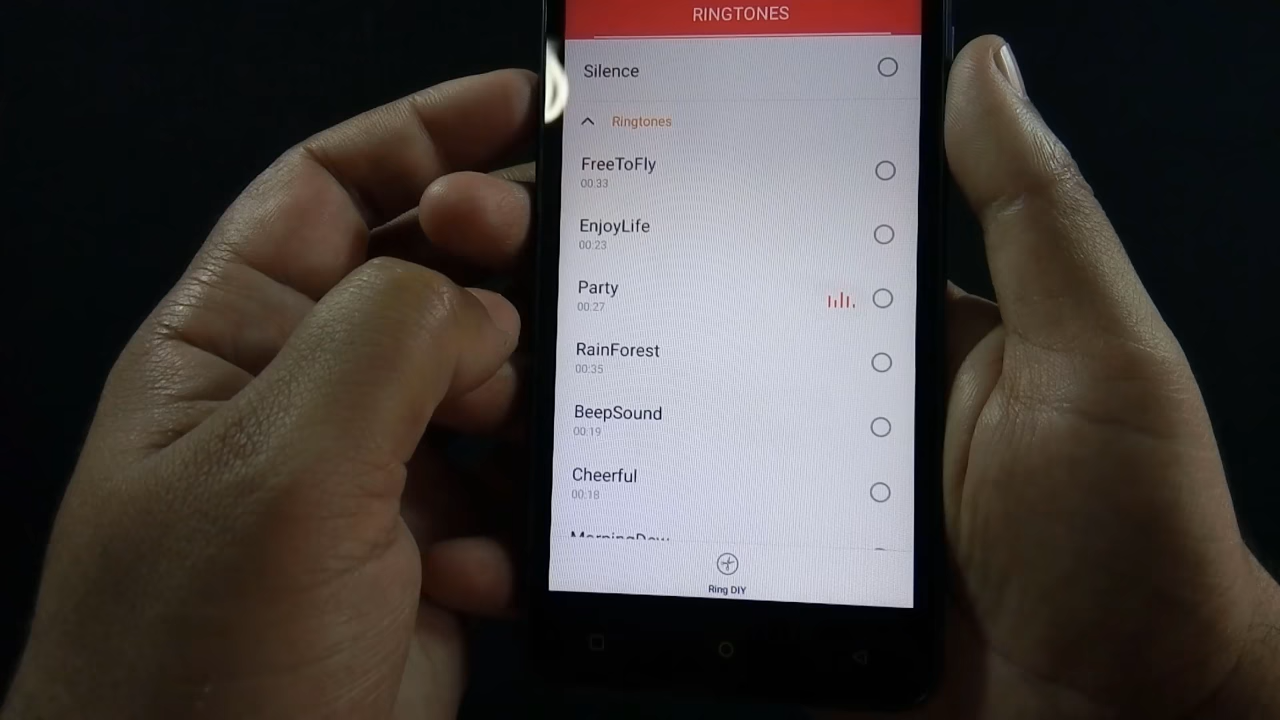 RINGTONES
Silence
Ringtones
FreeToFly
00:33
EnjoyLife
00:23
Party
00:27
RainForest
00:35
BeepSound
00:19
Cheerful
00:18
MorningDew
Ring DIY